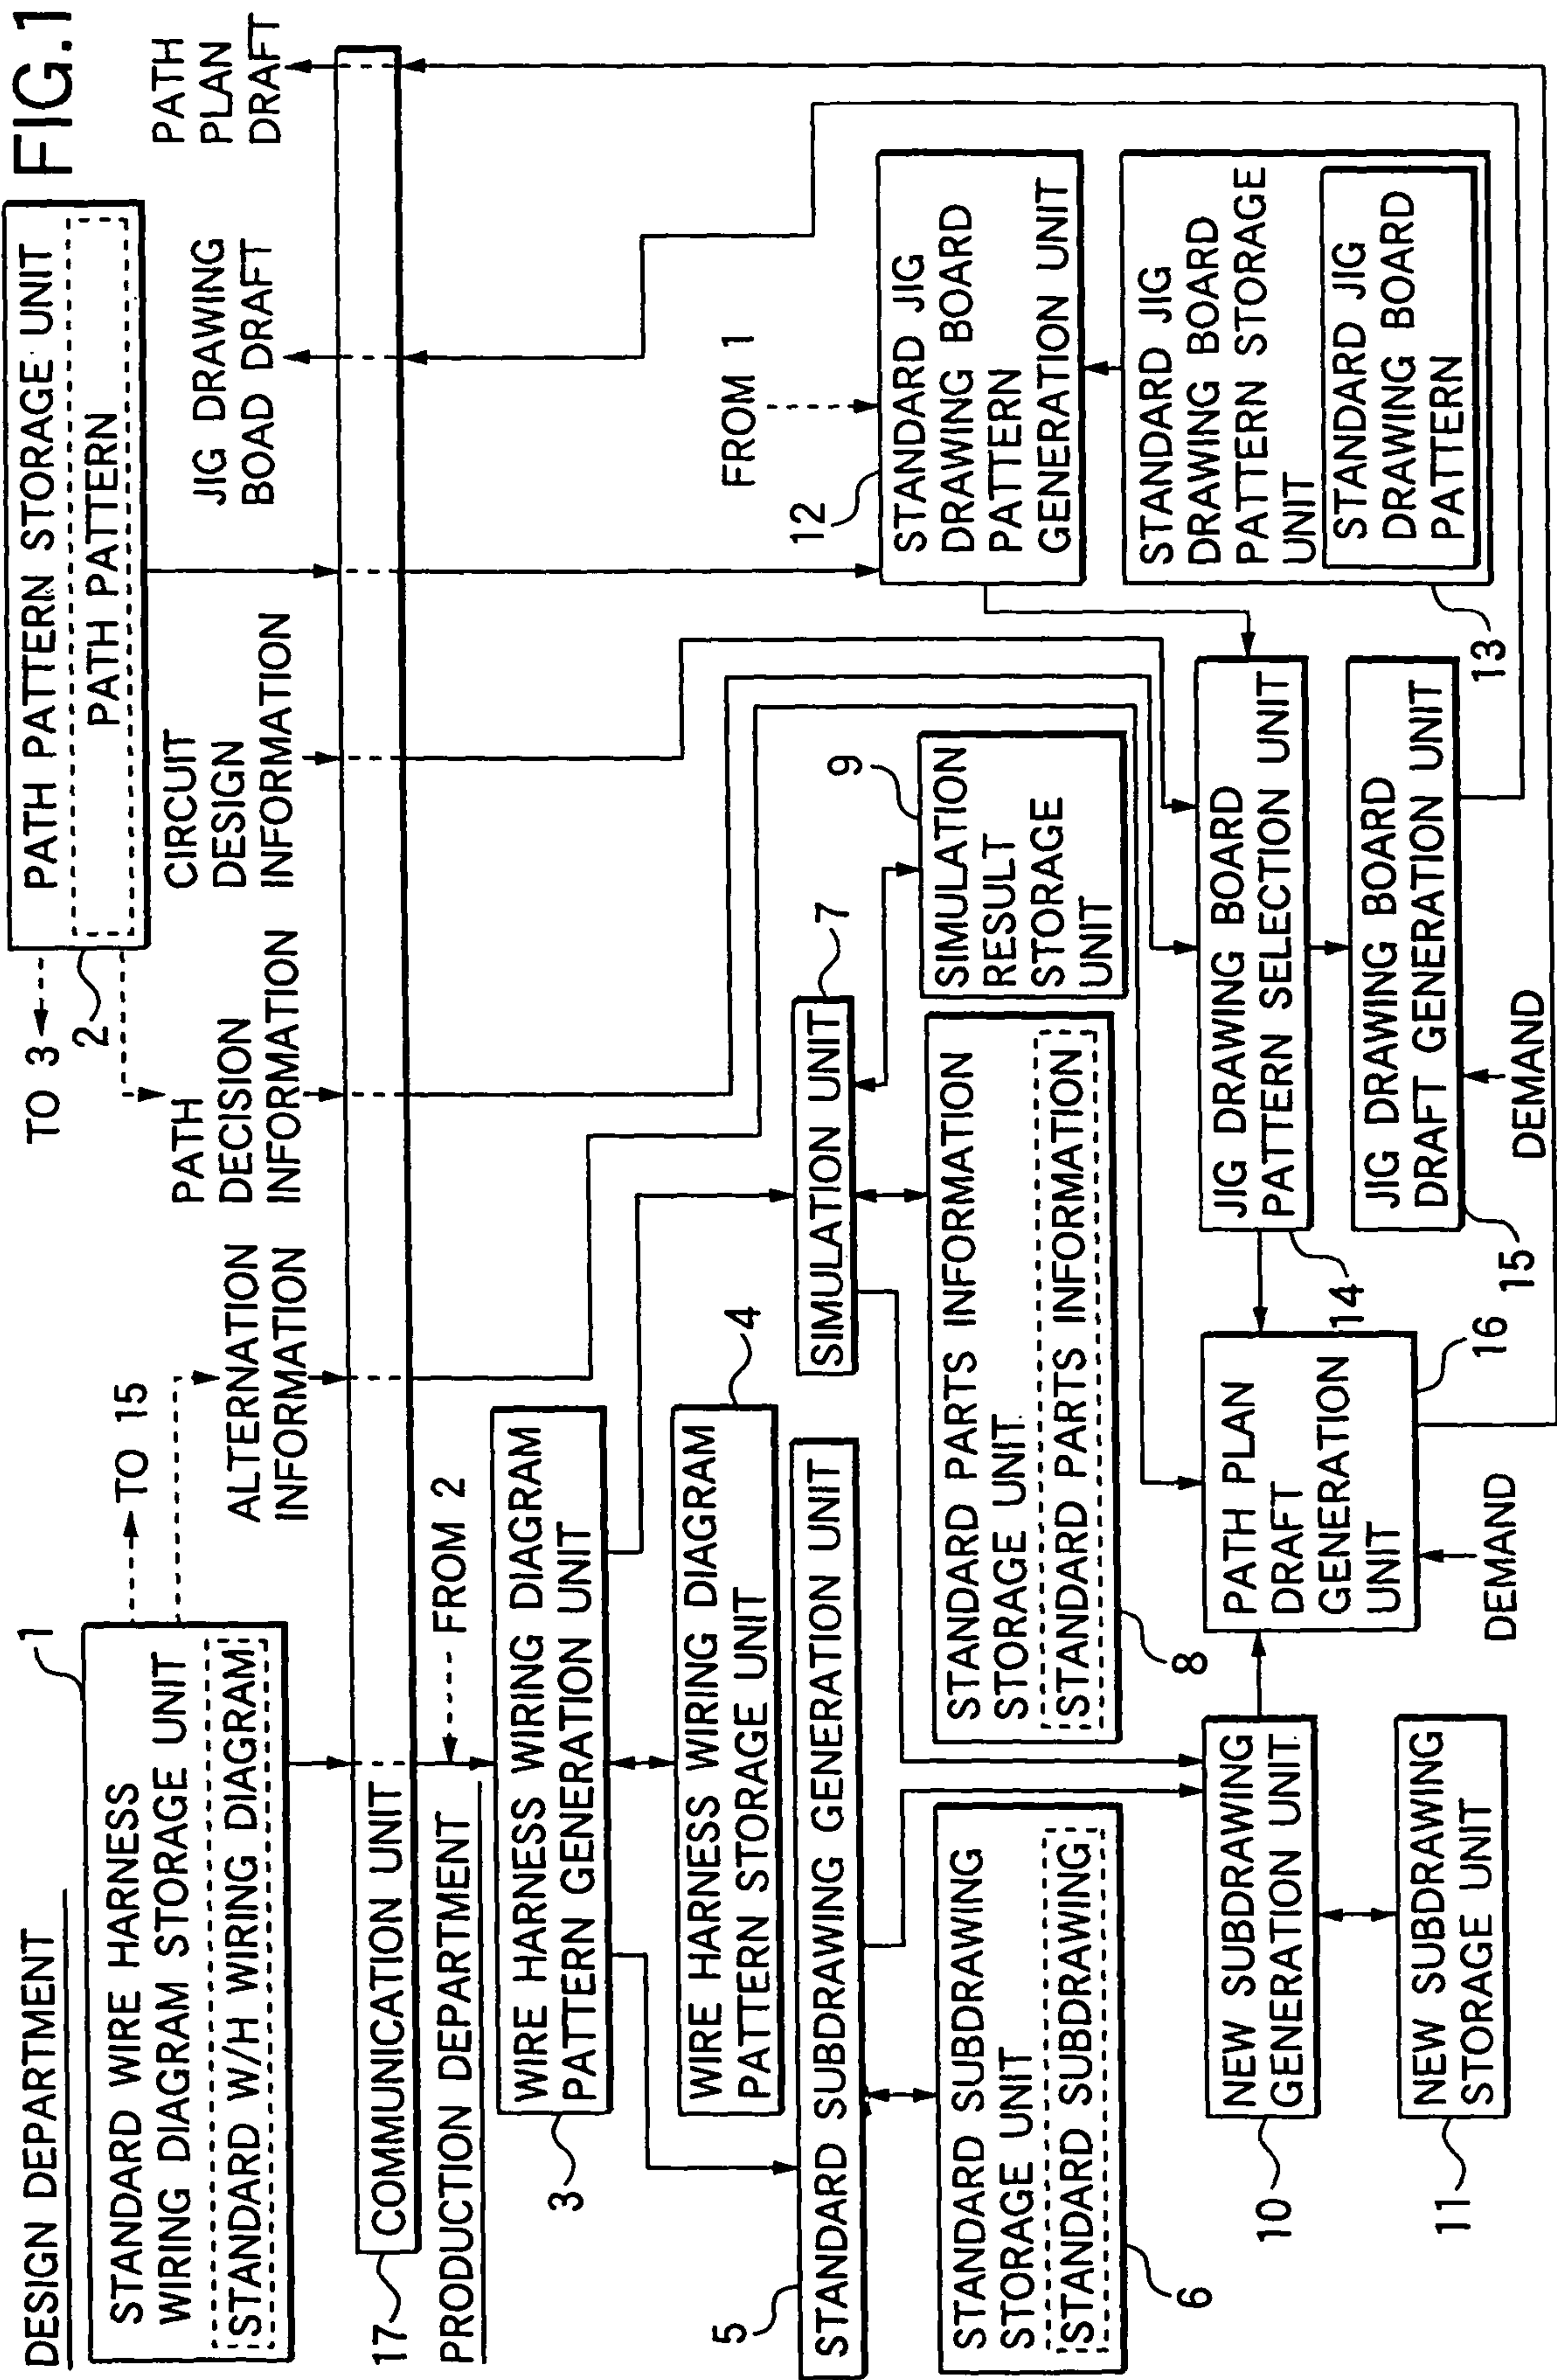 FIG.1
DESIGN DEPARTMENT
1
STANDARD WIRE HARNESS
WIRING DIAGRAM STORAGE UNIT
STANDARD W/H WIRING DIAGRAM
TO 15
ALTERNATION
INFORMATION
TO 3
2
PATH
DECISION
INFORMATION
PATH PATTERN STORAGE UNIT
PATH PATTERN
CIRCUIT
DESIGN
INFORMATION
JIG DRAWING
BOARD DRAFT
PATH
PLAN
DRAFT
17
COMMUNICATION UNIT
PRODUCTION DEPARTMENT
FROM 2
3
WIRE HARNESS WIRING DIAGRAM
PATTERN GENERATION UNIT
4
WIRE HARNESS WIRING DIAGRAM
PATTERN STORAGE UNIT
5
STANDARD SUBDRAWING GENERATION UNIT
STANDARD SUBDRAWING
STORAGE UNIT
STANDARD SUBDRAWING
6
7
SIMULATION UNIT
STANDARD PARTS INFORMATION
STORAGE UNIT
STANDARD PARTS INFORMATION
8
9
SIMULATION
RESULT
STORAGE
UNIT
FROM 1
12
STANDARD JIG
DRAWING BOARD
PATTERN
GENERATION UNIT
STANDARD JIG
DRAWING BOARD
PATTERN STORAGE
UNIT
STANDARD JIG
DRAWING BOARD
PATTERN
13
NEW SUBDRAWING
GENERATION UNIT
10
NEW SUBDRAWING
STORAGE UNIT
11
PATH PLAN
DRAFT
GENERATION
UNIT
16
DEMAND
JIG DRAWING BOARD
PATTERN SELECTION UNIT
14
JIG DRAWING BOARD
DRAFT GENERATION UNIT
15
DEMAND